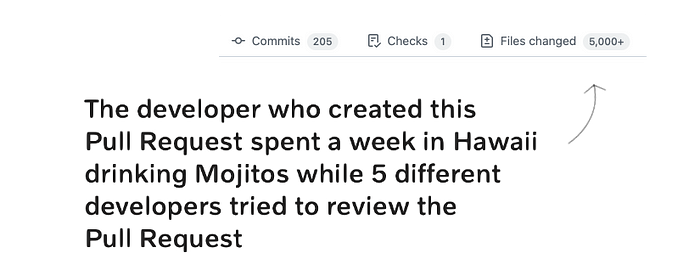 Commits 205 Checks 1 Files changed 5,000+
The developer who created this
Pull Request spent a week in Hawaii
drinking Mojitos while 5 different
developers tried to review the
Pull Request